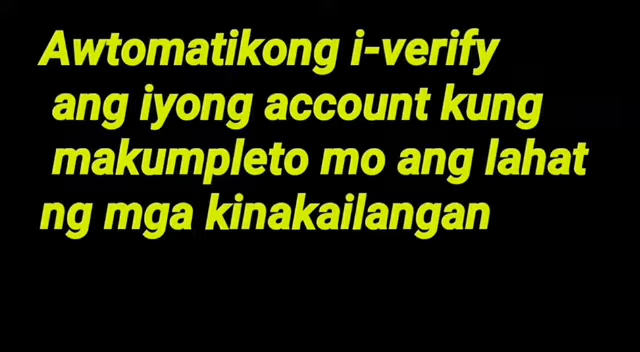 Awtomatikong i-verify
ang iyong account kung
makumpleto mo ang lahat
ng mga kinakailangan